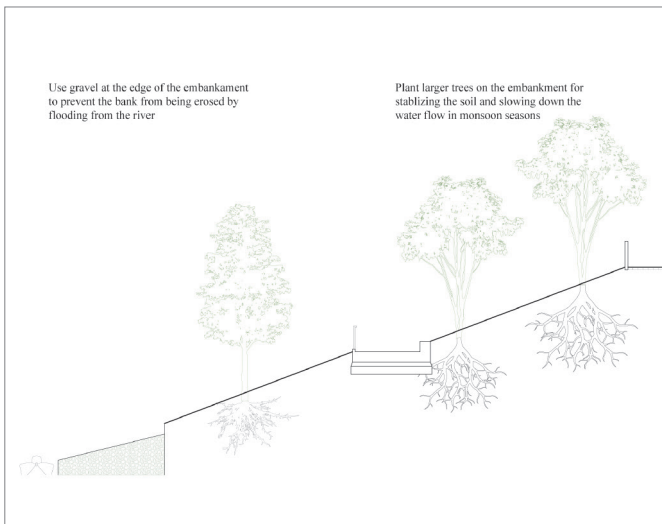 Use gravel at the edge of the embankament
to prevent the bank from being erosed by
flooding from the river
Plant larger trees on the embankment for
stablizing the soil and slowing down the
water flow in monsoon seasons